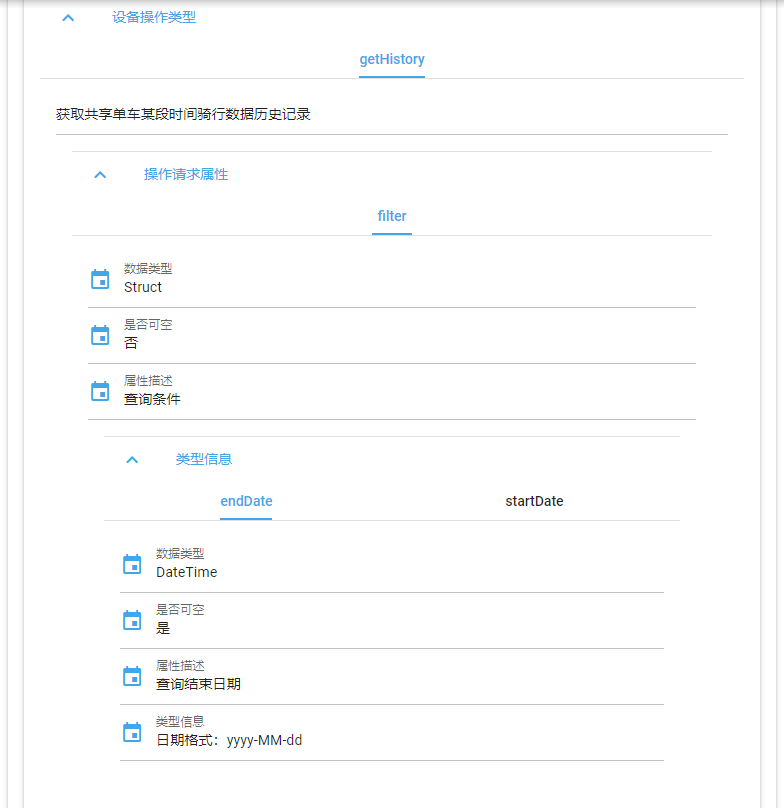 设备操作类型
getHistory
获取共享单车某段时间骑行数据历史记录
操作请求属性
filter
数据类型
Struct
是否可空
否
属性描述
查询条件
类型信息
endDate startDate
数据类型
DateTime
是否可空
是
属性描述
查询结束日期
类型信息
日期格式：yyyy-MM-dd